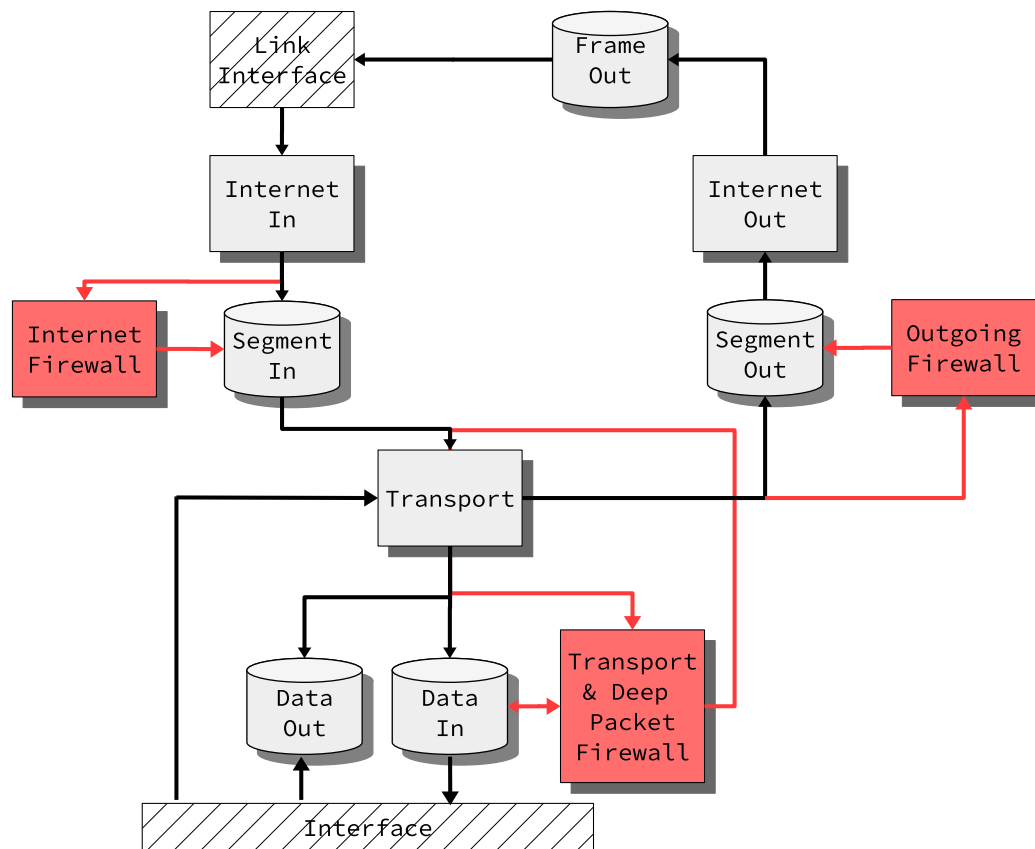 Link
Interface
Frame
Out
Internet
In
Internet
Out
Internet
Firewall
Segment
In
Segment
Out
Outgoing
Firewall
Transport
Data
Out
Data
In
Transport
& Deep
Packet
Firewall
Interface